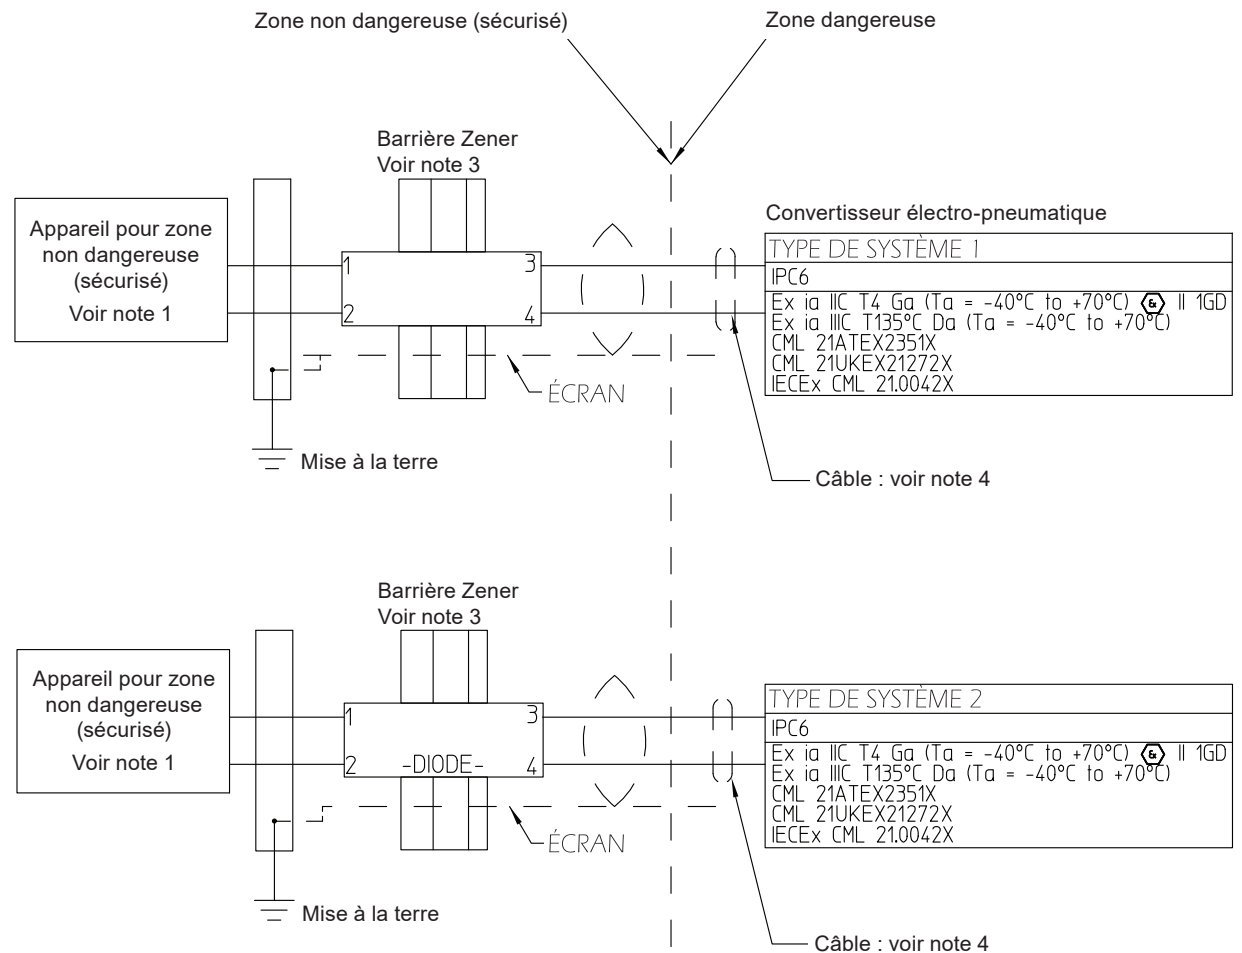 Zone non dangereuse (sécurisé)
Zone dangereuse
Barrière Zener
Voir note 3
Appareil pour zone
non dangereuse
(sécurisé)
Voir note 1
1
2
3
4
Convertisseur électro-pneumatique
TYPE DE SYSTÈME 1
IPC6
Ex ia IIC T4 Ga (Ta = -40°C to +70°C) Ex II 1GD
Ex ia IIIC T135°C Da (Ta = -40°C to +70°C)
CML 21ATEX2351X
CML 21UKEX21272X
IECEx CML 21.0042X
ÉCRAN
Mise à la terre
Câble : voir note 4
Barrière Zener
Voir note 3
Appareil pour zone
non dangereuse
(sécurisé)
Voir note 1
1
2
-DIODE-
3
4
TYPE DE SYSTÈME 2
IPC6
Ex ia IIC T4 Ga (Ta = -40°C to +70°C) Ex II 1GD
Ex ia IIIC T135°C Da (Ta = -40°C to +70°C)
CML 21ATEX2351X
CML 21UKEX21272X
IECEx CML 21.0042X
ÉCRAN
Mise à la terre
Câble : voir note 4